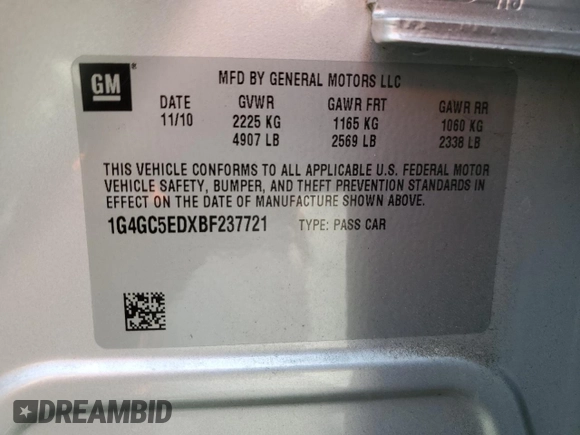 GM
MFD BY GENERAL MOTORS LLC
DATE GVWR GAWR FRT GAWR RR
11/10 2225 KG 1165 KG 1060 KG
4907 LB 2569 LB 2338 LB
THIS VEHICLE CONFORMS TO ALL APPLICABLE U.S. FEDERAL MOTOR
VEHICLE SAFETY, BUMPER, AND THEFT PREVENTION STANDARDS IN
EFFECT ON THE DATE OF MANUFACTURE SHOWN ABOVE.
1G4GC5EDXBF237721 TYPE: PASS CAR
DREAMBID